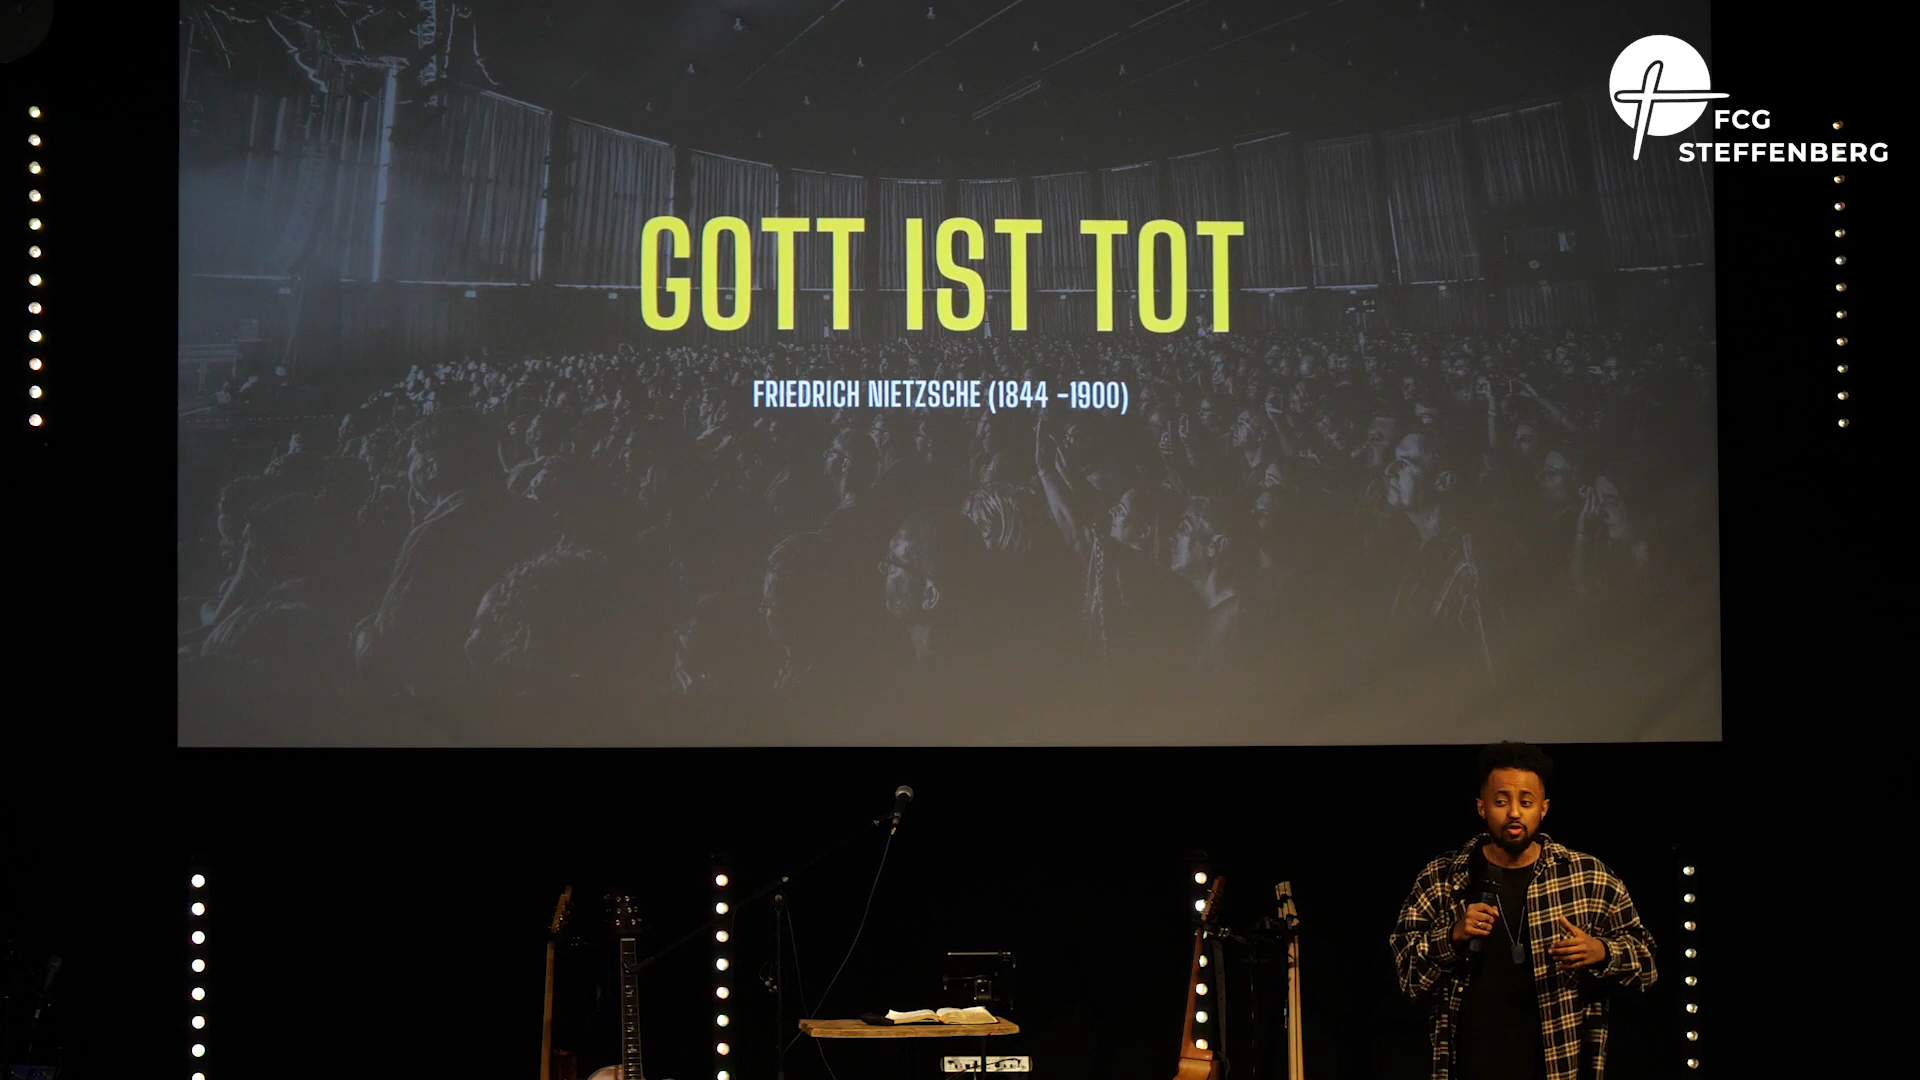 GOTT IST TOT
FRIEDRICH NIETZSCHE (1844 -1900)
FCG
STEFFENBERG